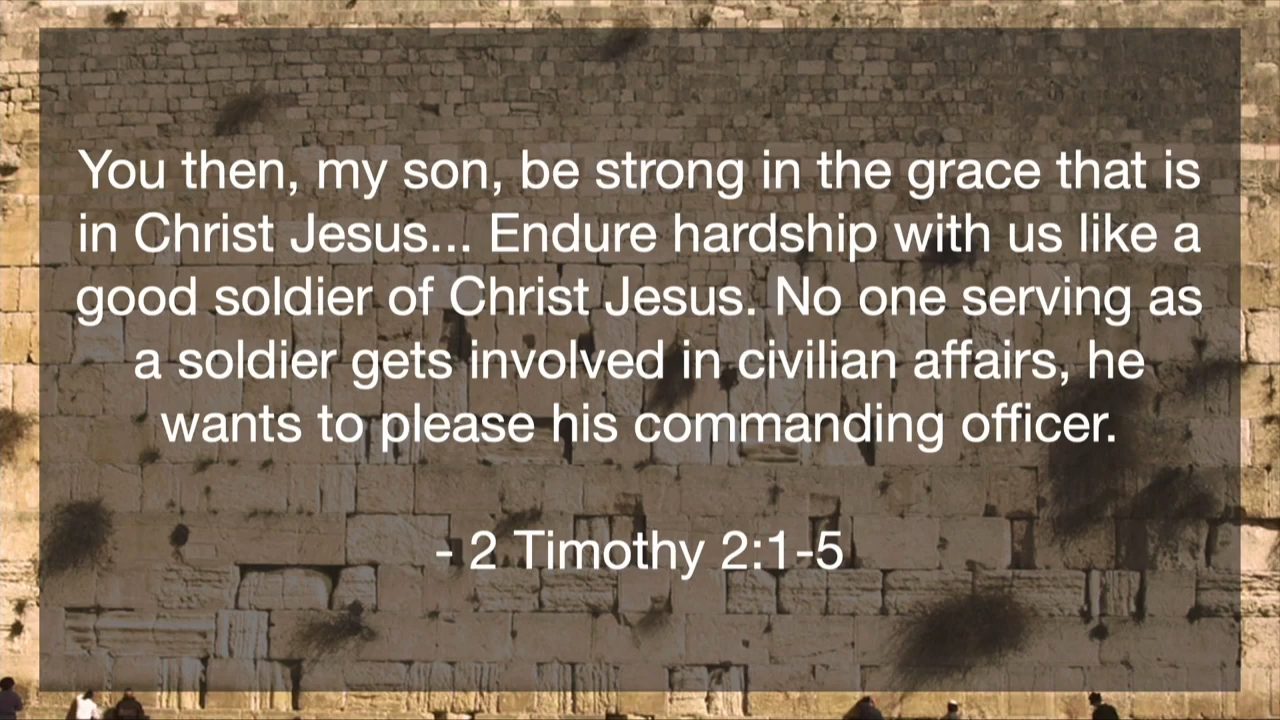 You then, my son, be strong in the grace that is
in Christ Jesus... Endure hardship with us like a
good soldier of Christ Jesus. No one serving as
a soldier gets involved in civilian affairs, he
wants to please his commanding officer.
- 2 Timothy 2:1-5